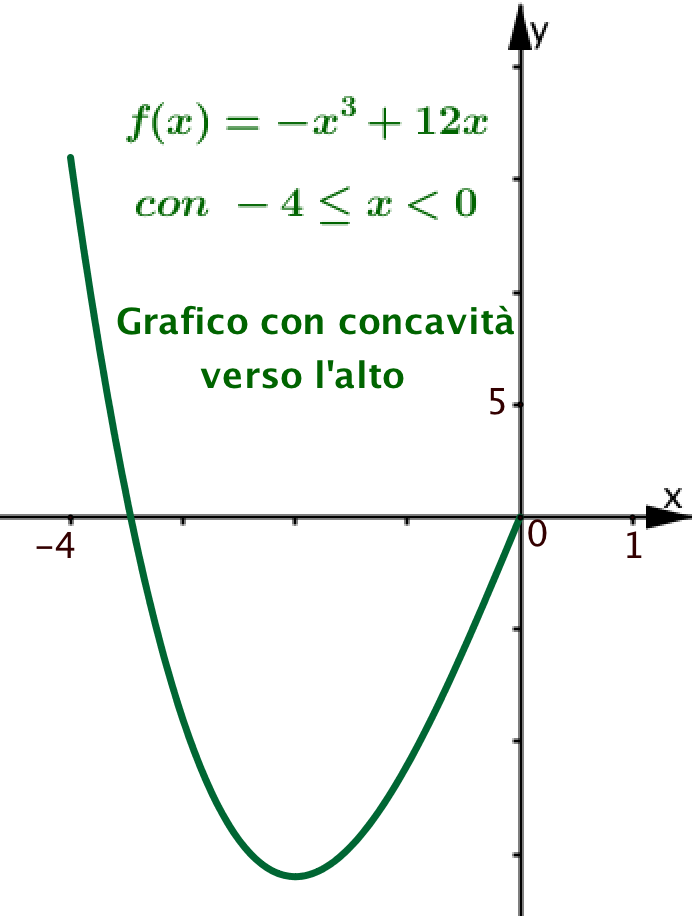 y
f(x) = −x³ + 12x
con −4 ≤ x < 0
Grafico con concavità
verso l'alto
5
x
−4
0
1